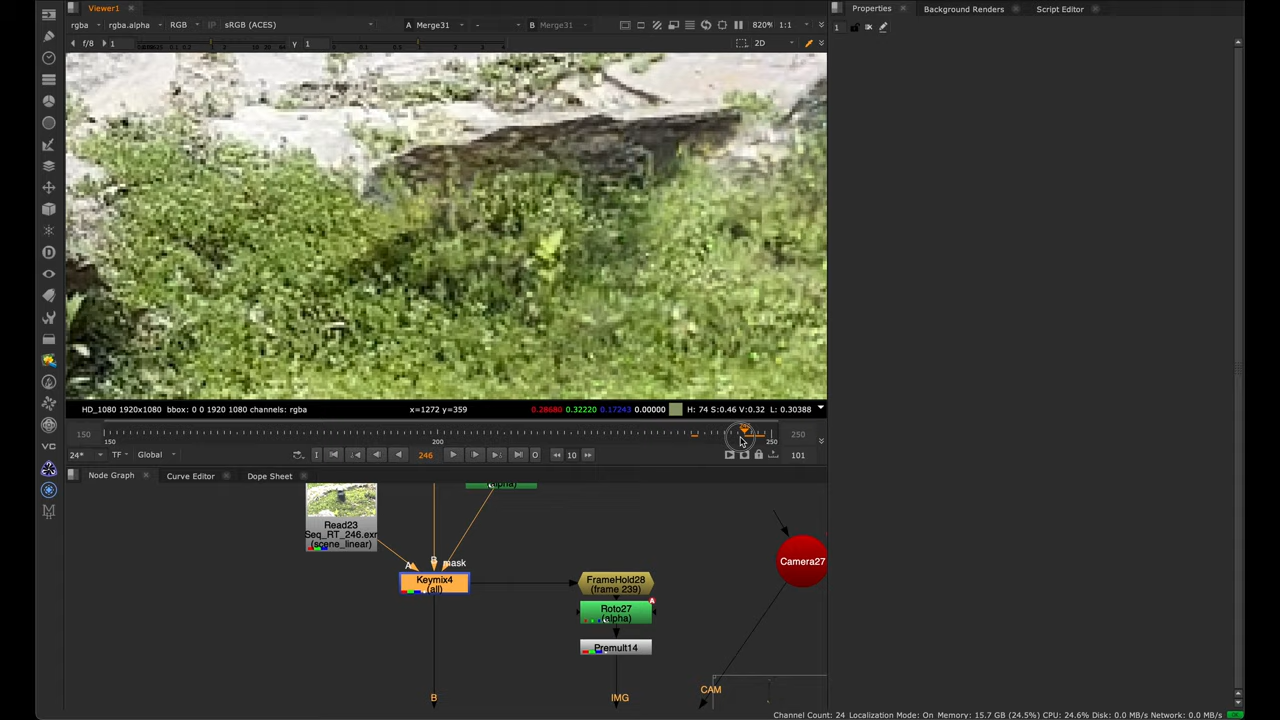 Viewer1
Properties
Background Renders
Script Editor
rgba
rgba.alpha
RGB
sRGB (ACES)
A Merge31
-
B Merge31
820%
1:1
1
f/8
1
Y 1
2D
HD_1080 1920x1080 bbox: 0 0 1920 1080 channels: rgba
x=1272 y=359
0.28680 0.32220 0.17243 0.00000
H: 74 S:0.46 V:0.32 L: 0.30388
150
150
200
250
250
24*
TF
Global
I
246
O
10
101
VC
Node Graph
Curve Editor
Dope Sheet
(alpha)
Read23
Seq_RT_246.exr
(scene_linear)
A
B
mask
Keymix4
(all)
FrameHold28
(frame 239)
Roto27
(alpha)
Premult14
Camera27
B
IMG
CAM
Channel Count: 24 Localization Mode: On Memory: 15.7 GB (24.5%) CPU: 24.6% Disk: 0.0 MB/s Network: 0.0 MB/s